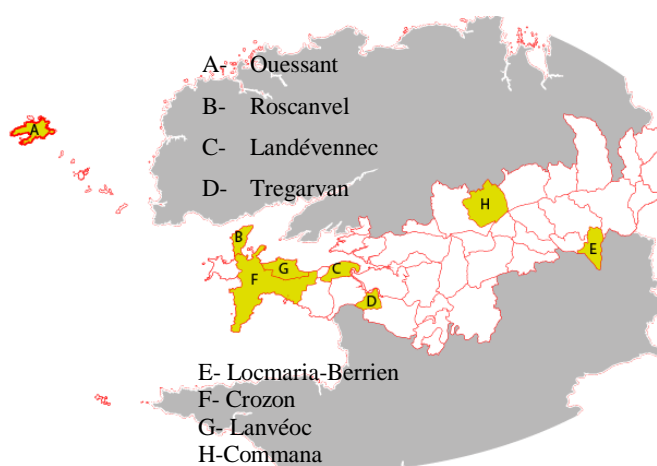 A- Ouessant
B- Roscanvel
C- Landévennec
D- Tregarvan
A
H
B
E
G
C
F
D
E- Locmaria-Berrien
F- Crozon
G- Lanvéoc
H-Commana